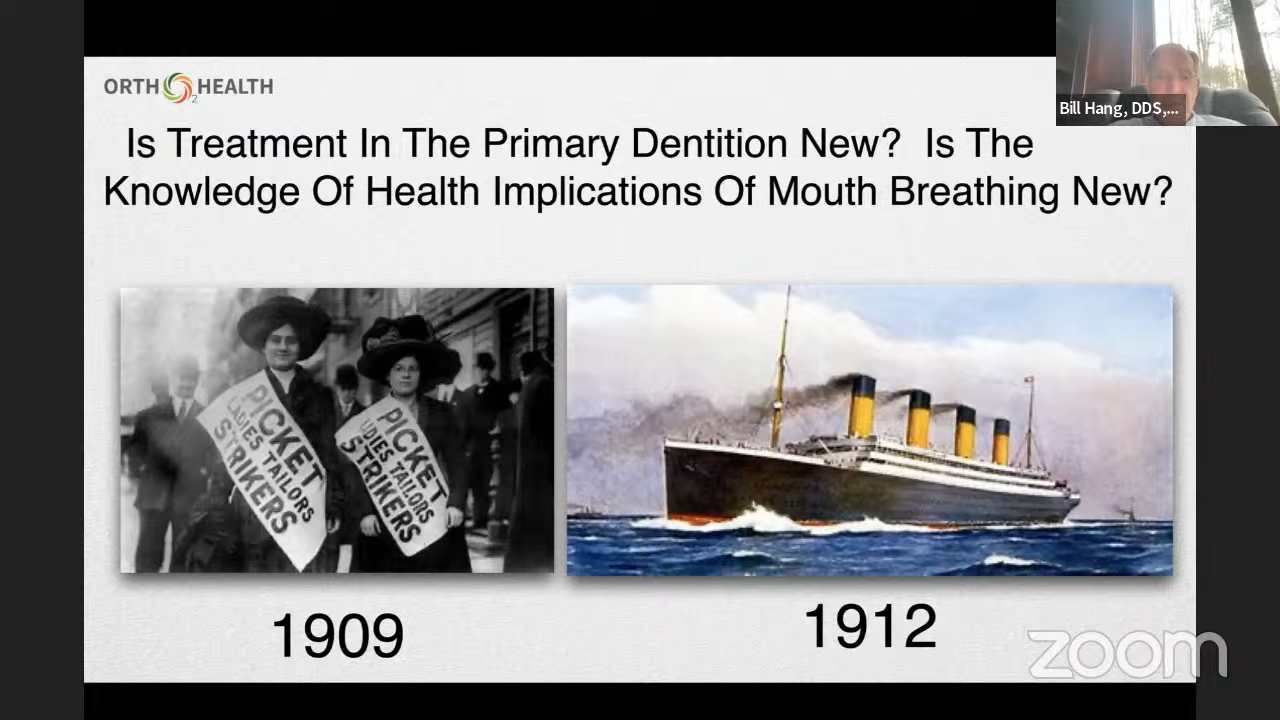 ORTH HEALTH
2
Bill Hang, DDS,...
Is Treatment In The Primary Dentition New? Is The
Knowledge Of Health Implications Of Mouth Breathing New?
PICKET
LADIES TAILORS
STRIKERS
PICKET
LADIES TAILORS
STRIKERS
1909
1912
zoom